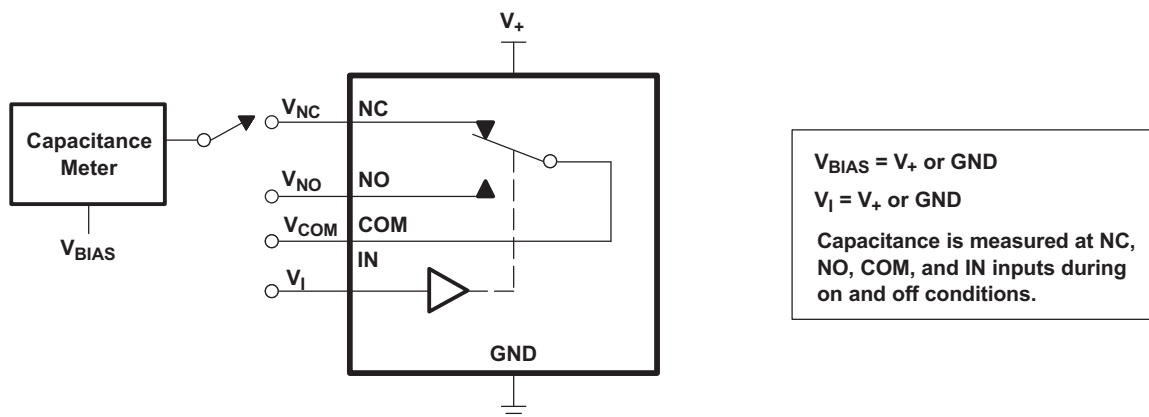 V+
VNC
NC
Capacitance
Meter
VNO
NO
VCOM
COM
VBIAS
IN
VI
GND
VBIAS = V+ or GND
VI = V+ or GND
Capacitance is measured at NC,
NO, COM, and IN inputs during
on and off conditions.